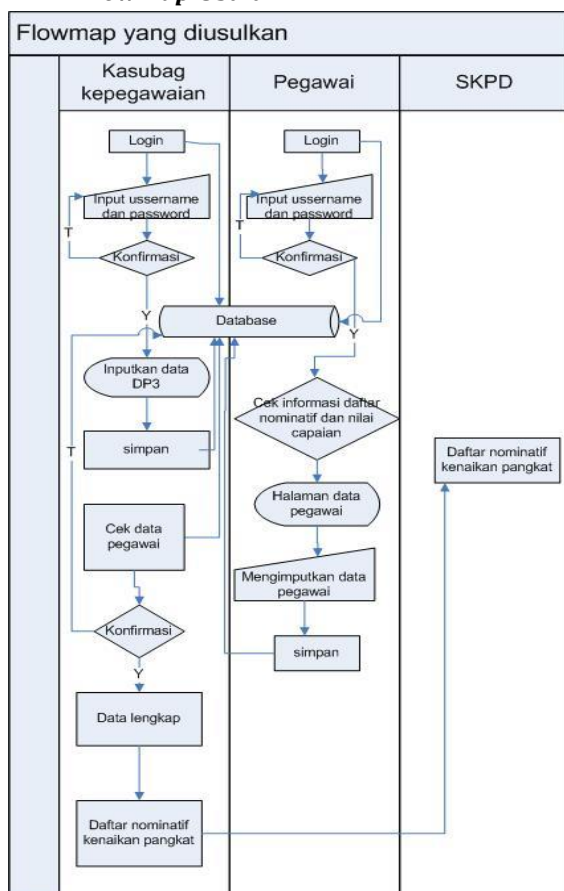 Flowmap yang diusulkan
Kasubag
kepegawaian
Pegawai
SKPD
Login
Input ussername
dan password
T
Konfirmasi
Y
Database
Inputkan data
DP3
simpan
T
Cek data
pegawai
Konfirmasi
Y
Data lengkap
Daftar nominatif
kenaikan pangkat
Login
Input ussername
dan password
T
Konfirmasi
Y
Cek informasi daftar
nominatif dan nilai
capaian
Halaman data
pegawai
Mengimputkan data
pegawai
simpan
Daftar nominatif
kenaikan pangkat